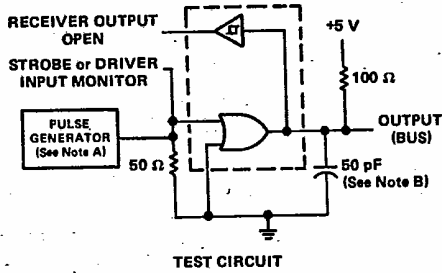 RECEIVER OUTPUT
OPEN
+5 V
STROBE or DRIVER
INPUT MONITOR
100 Ω
PULSE
GENERATOR
(See Note A)
OUTPUT
(BUS)
50 Ω
50 pF
(See Note B)
TEST CIRCUIT